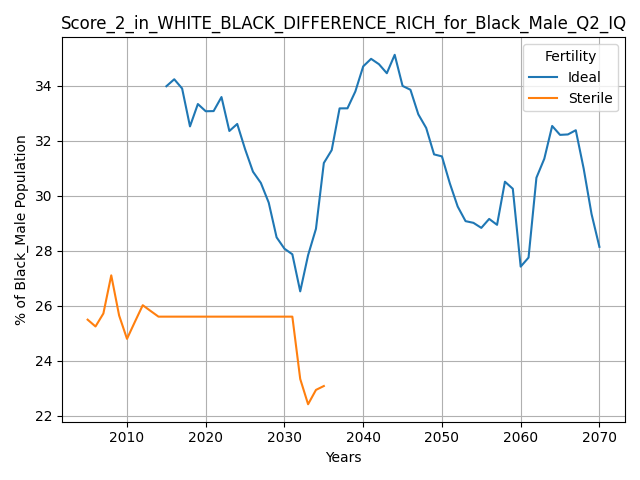 Score_2_in_WHITE_BLACK_DIFFERENCE_RICH_for_Black_Male_Q2_IQ
% of Black_Male Population
34
32
30
28
26
24
22
Fertility
Ideal
Sterile
2010 2020 2030 2040 2050 2060 2070
Years